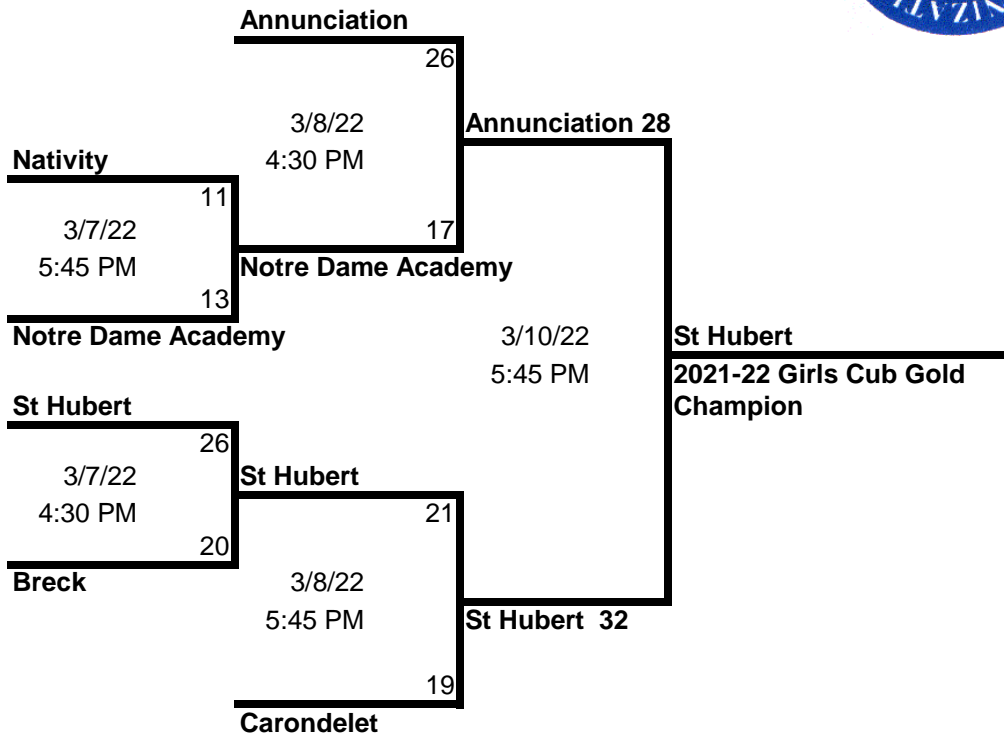 Annunciation
26
3/8/22
4:30 PM
Annunciation 28
Nativity
11
3/7/22
5:45 PM
17
Notre Dame Academy
13
Notre Dame Academy
3/10/22
5:45 PM
St Hubert
2021-22 Girls Cub Gold
Champion
St Hubert
26
3/7/22
4:30 PM
St Hubert
21
20
Breck
3/8/22
5:45 PM
St Hubert  32
19
Carondelet